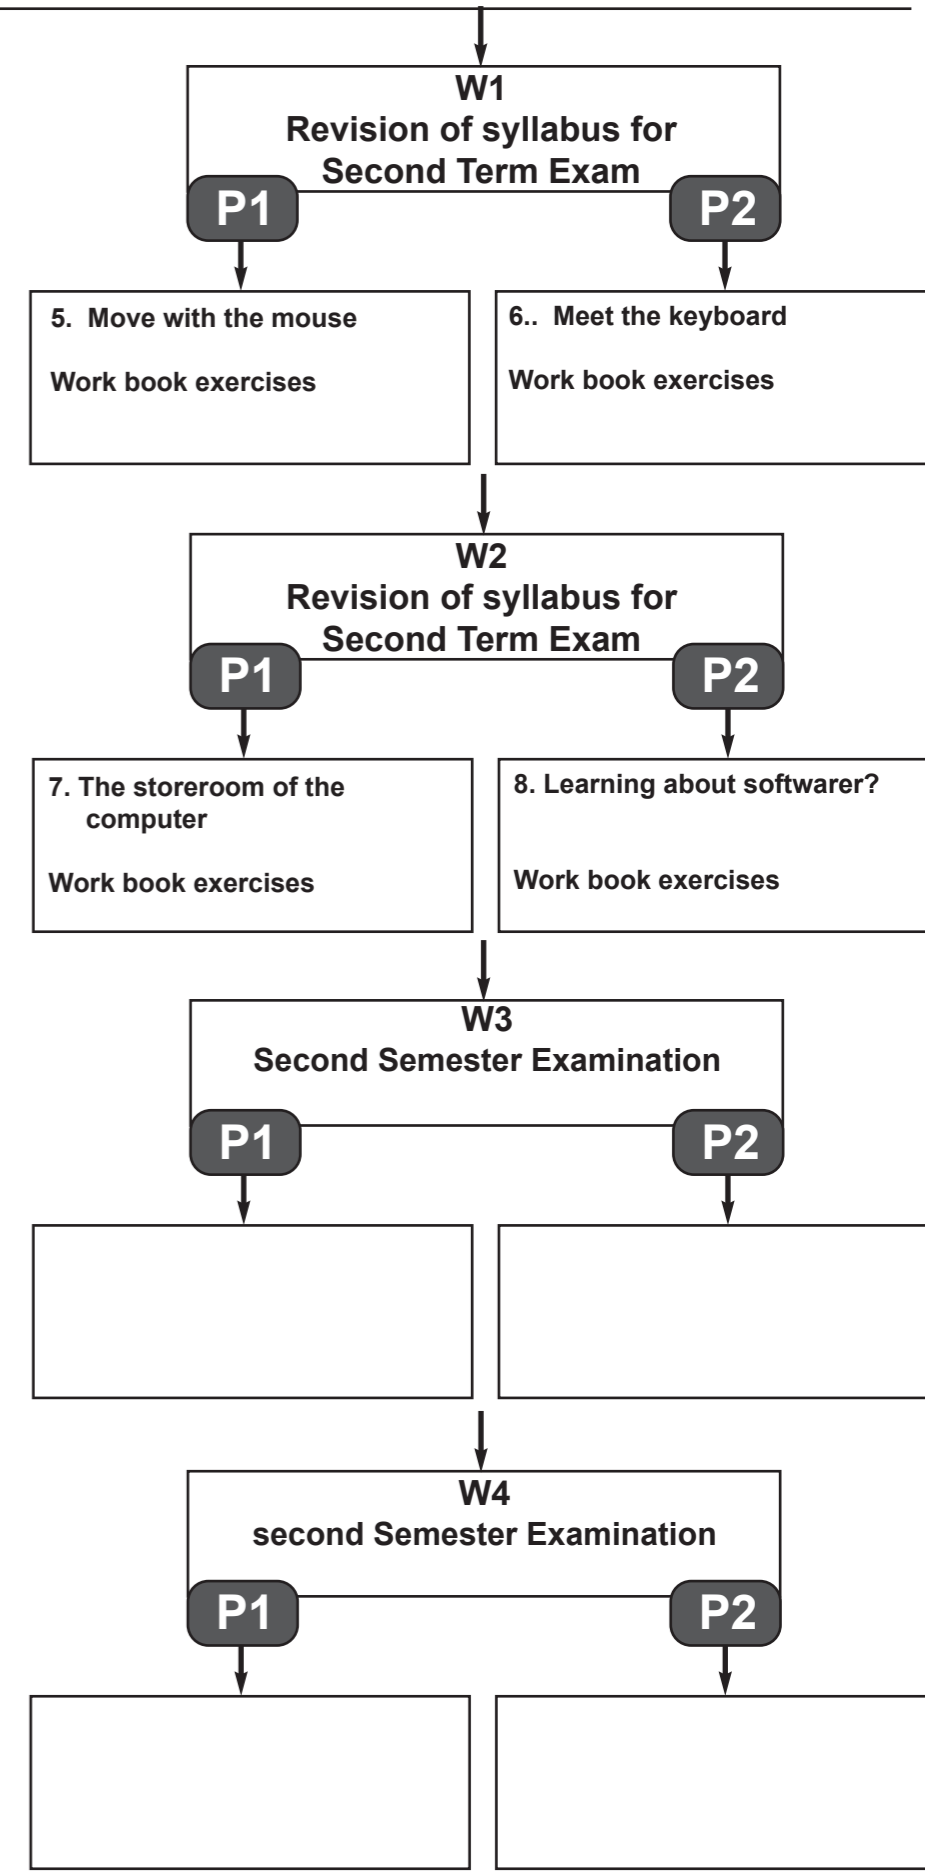 W1
Revision of syllabus for
Second Term Exam
P1
P2
5. Move with the mouse
Work book exercises
6.. Meet the keyboard
Work book exercises
W2
Revision of syllabus for
Second Term Exam
P1
P2
7. The storeroom of the
computer
Work book exercises
8. Learning about softwarer?
Work book exercises
W3
Second Semester Examination
P1
P2
W4
second Semester Examination
P1
P2